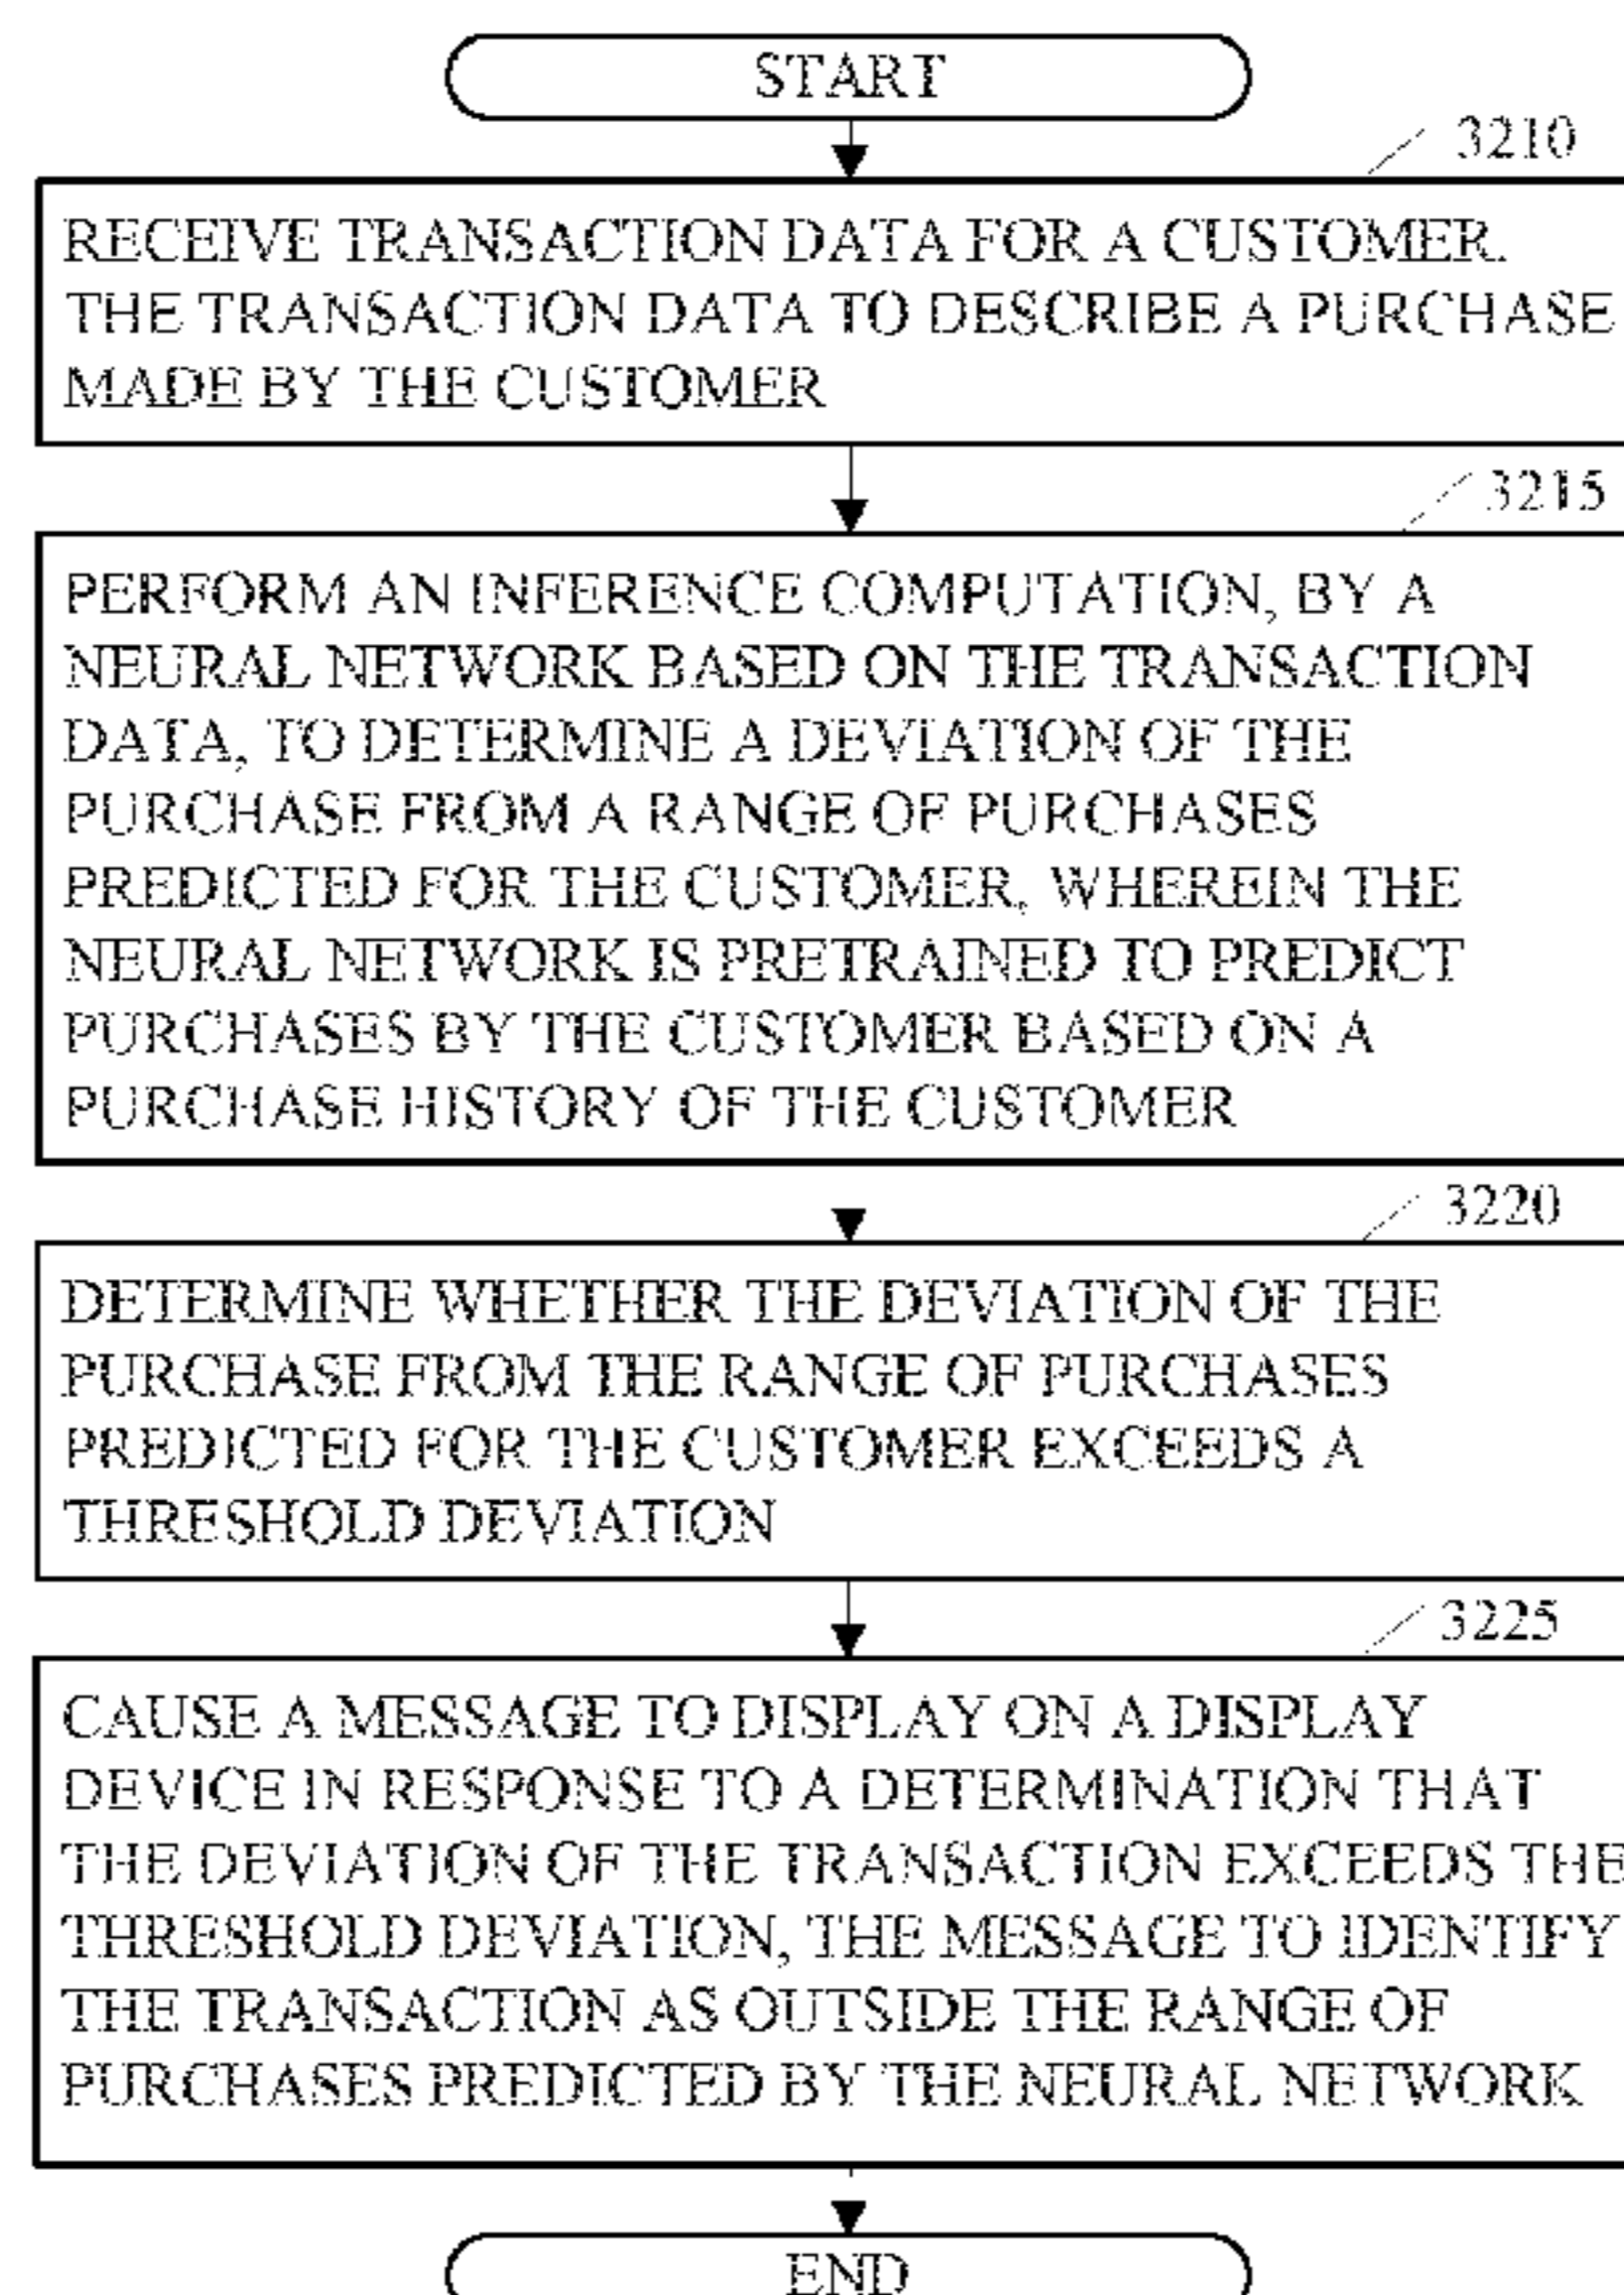 START
3210
RECEIVE TRANSACTION DATA FOR A CUSTOMER.
THE TRANSACTION DATA TO DESCRIBE A PURCHASE
MADE BY THE CUSTOMER
3215
PERFORM AN INFERENCE COMPUTATION, BY A
NEURAL NETWORK BASED ON THE TRANSACTION
DATA, TO DETERMINE A DEVIATION OF THE
PURCHASE FROM A RANGE OF PURCHASES
PREDICTED FOR THE CUSTOMER, WHEREIN THE
NEURAL NETWORK IS PRETRAINED TO PREDICT
PURCHASES BY THE CUSTOMER BASED ON A
PURCHASE HISTORY OF THE CUSTOMER
3220
DETERMINE WHETHER THE DEVIATION OF THE
PURCHASE FROM THE RANGE OF PURCHASES
PREDICTED FOR THE CUSTOMER EXCEEDS A
THRESHOLD DEVIATION
3225
CAUSE A MESSAGE TO DISPLAY ON A DISPLAY
DEVICE IN RESPONSE TO A DETERMINATION THAT
THE DEVIATION OF THE TRANSACTION EXCEEDS THE
THRESHOLD DEVIATION, THE MESSAGE TO IDENTIFY
THE TRANSACTION AS OUTSIDE THE RANGE OF
PURCHASES PREDICTED BY THE NEURAL NETWORK
END